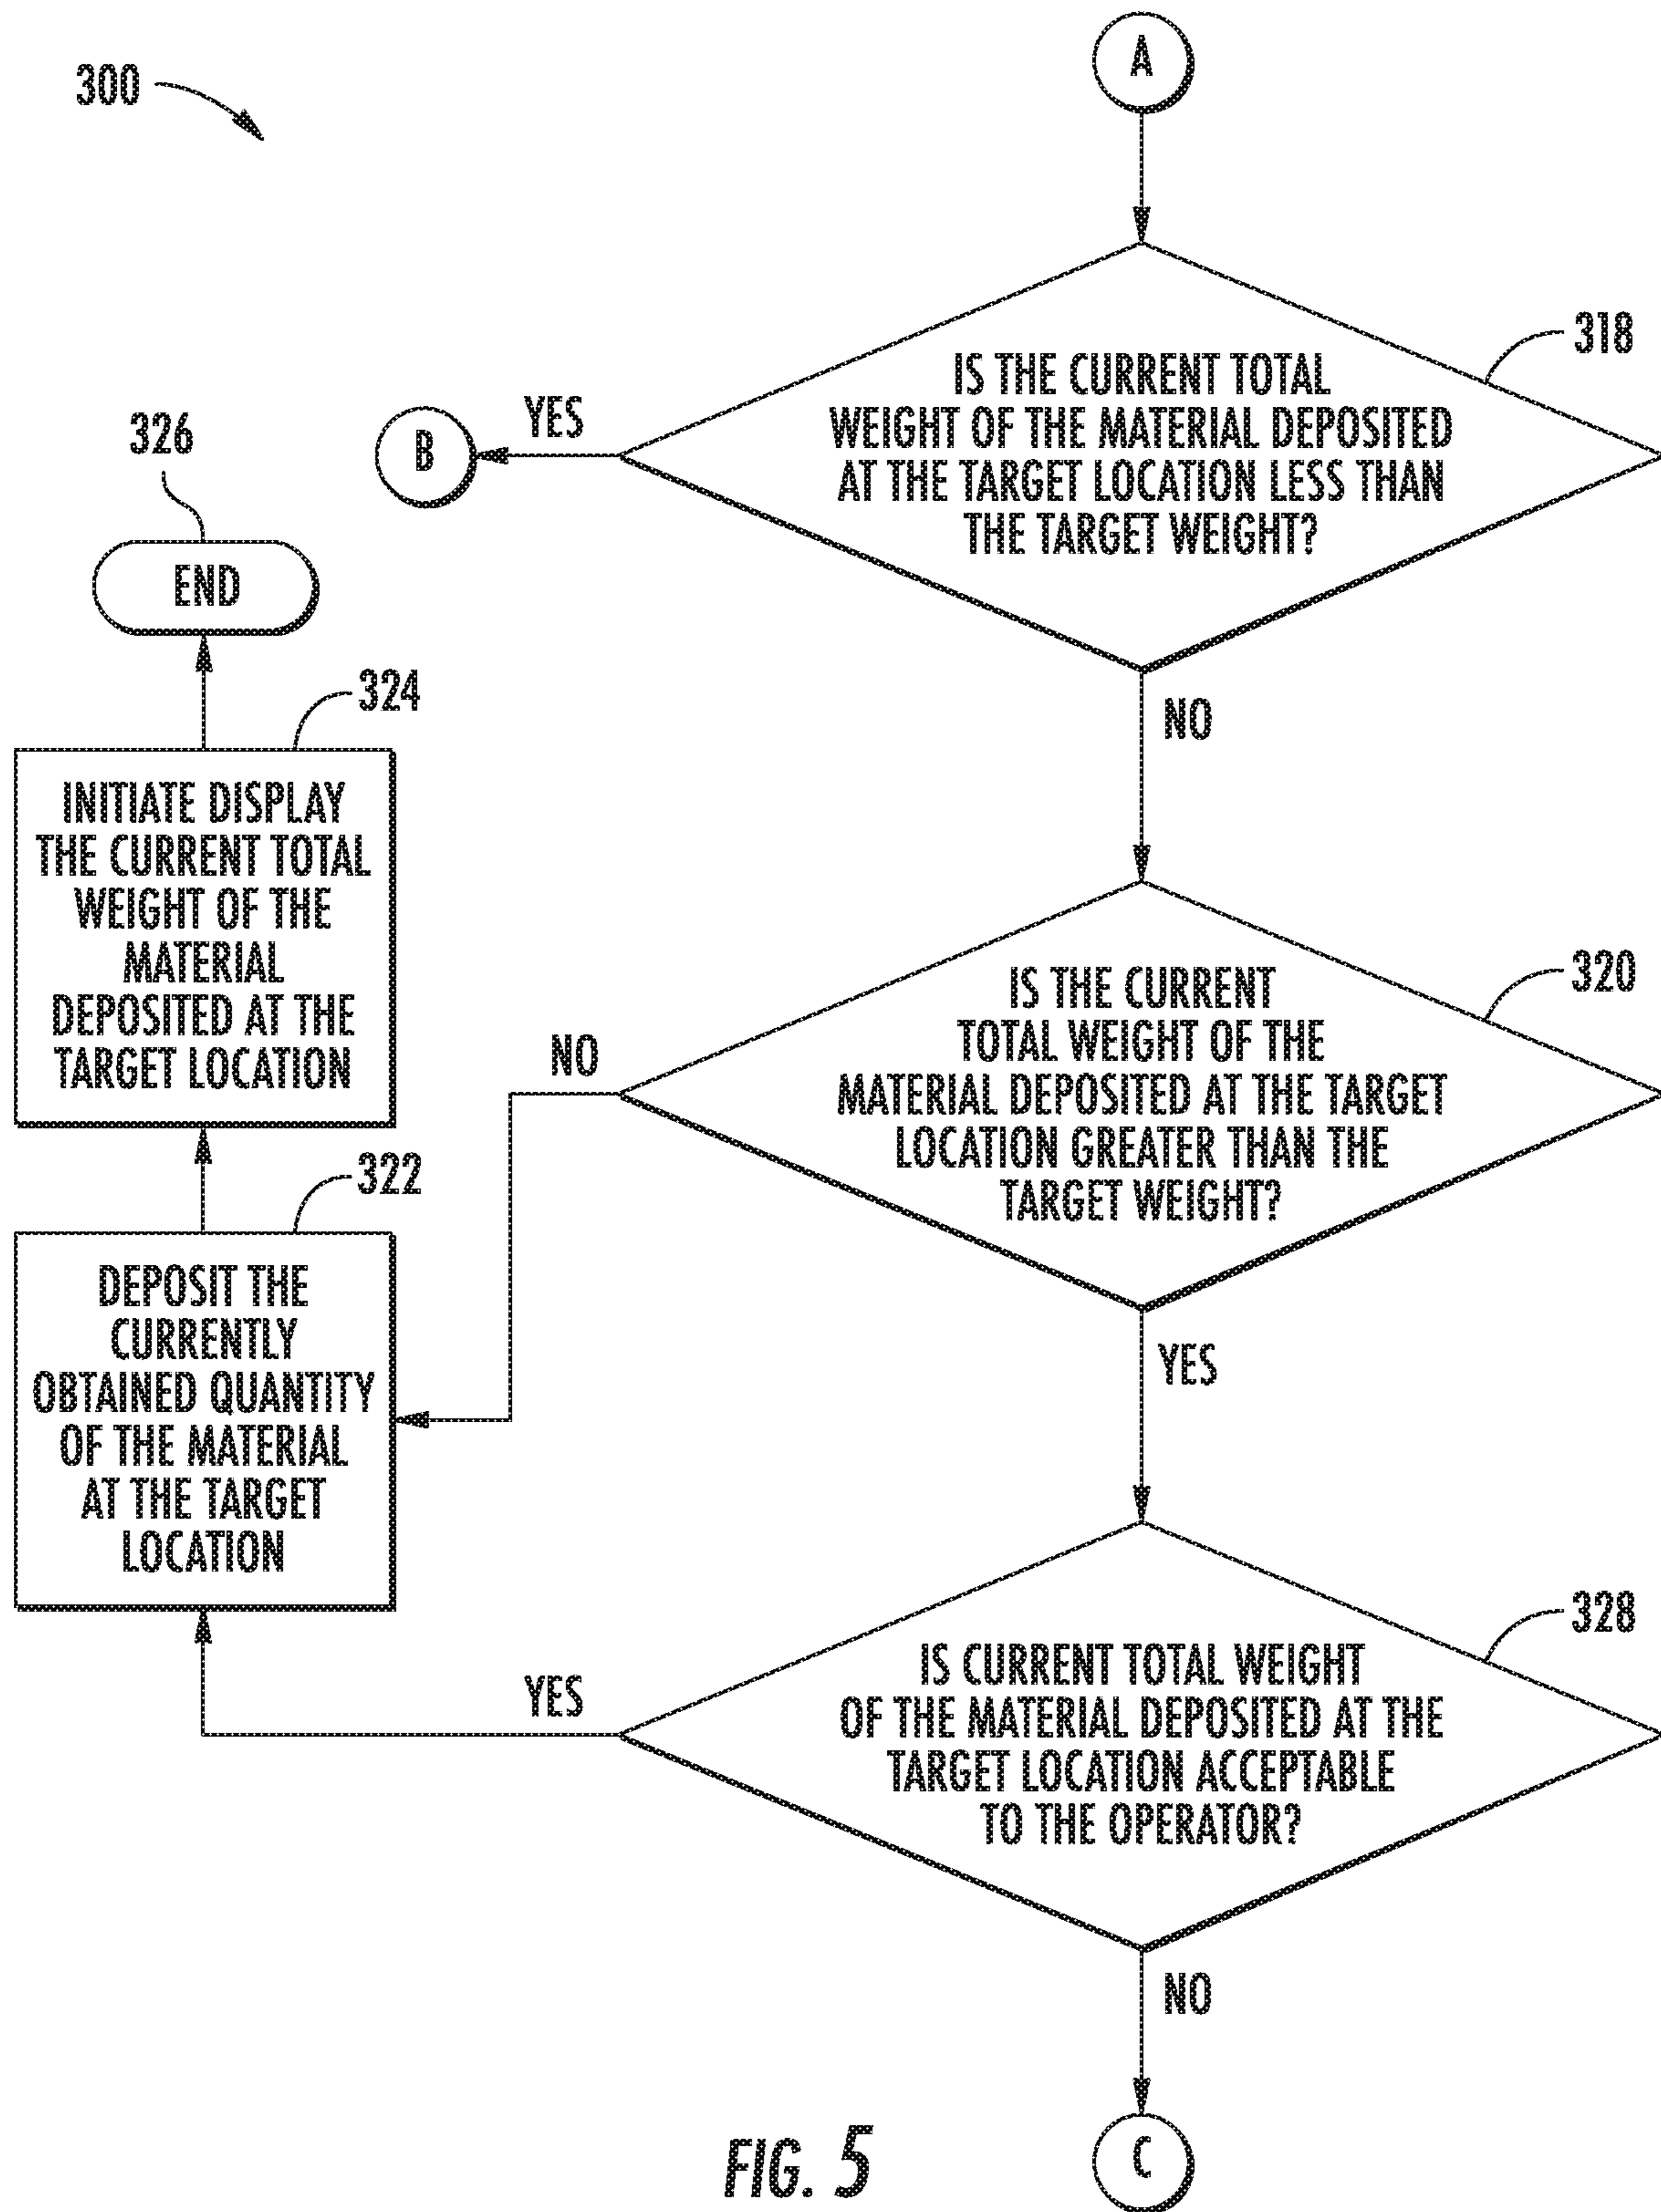 300
A
318
IS THE CURRENT TOTAL
WEIGHT OF THE MATERIAL DEPOSITED
AT THE TARGET LOCATION LESS THAN
THE TARGET WEIGHT?
YES
B
NO
326
END
324
INITIATE DISPLAY
THE CURRENT TOTAL
WEIGHT OF THE
MATERIAL
DEPOSITED AT THE
TARGET LOCATION
320
IS THE CURRENT
TOTAL WEIGHT OF THE
MATERIAL DEPOSITED AT THE TARGET
LOCATION GREATER THAN THE
TARGET WEIGHT?
NO
YES
322
DEPOSIT THE
CURRENTLY
OBTAINED QUANTITY
OF THE MATERIAL
AT THE TARGET
LOCATION
328
IS CURRENT TOTAL WEIGHT
OF THE MATERIAL DEPOSITED AT THE
TARGET LOCATION ACCEPTABLE
TO THE OPERATOR?
YES
NO
C
FIG. 5